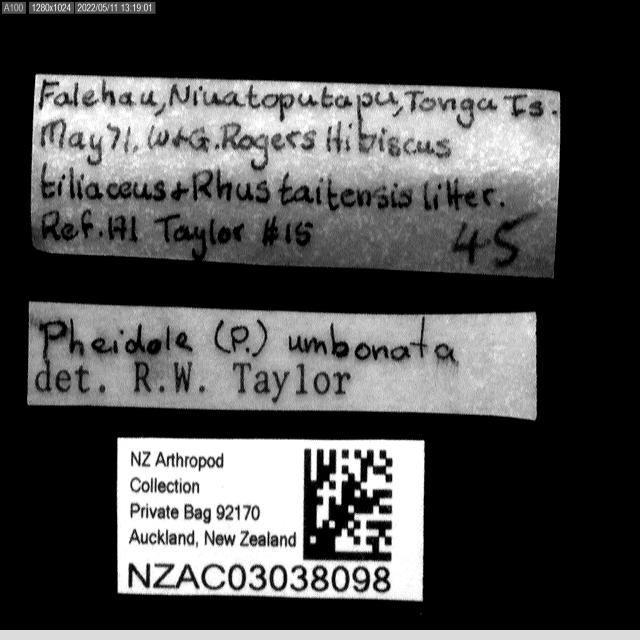 A100 1280x1024 2022/05/11 13:19:01
Falehau, Niuatoputapu, Tonga Is.
May 71. W+G. Rogers Hibiscus
tiliaceus + Rhus taitensis litter.
Ref. 171 Taylor #15
45
Pheidole (P.) umbonata
det. R.W. Taylor
NZ Arthropod
Collection
Private Bag 92170
Auckland, New Zealand
NZAC03038098